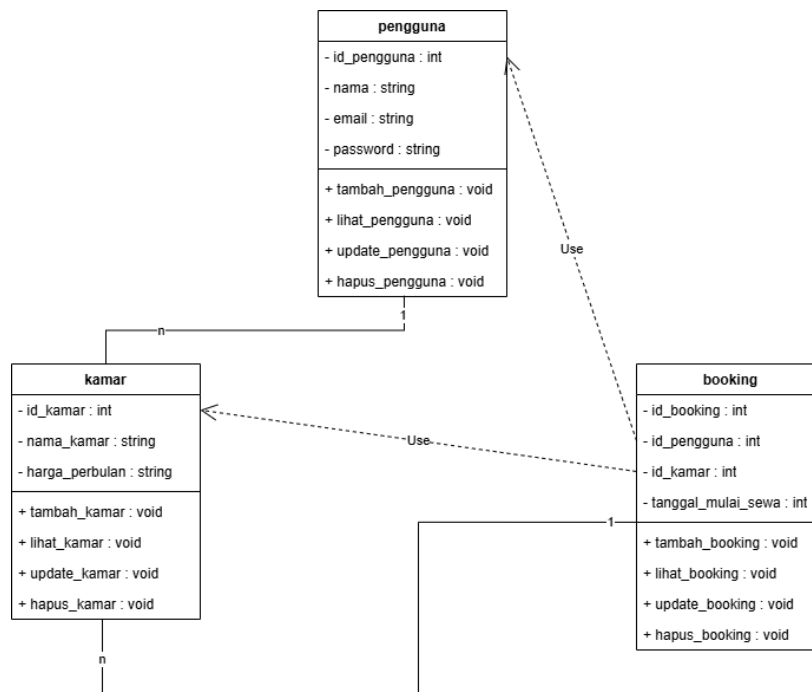 pengguna
- id_pengguna : int
- nama : string
- email : string
- password : string
+ tambah_pengguna : void
+ lihat_pengguna : void
+ update_pengguna : void
+ hapus_pengguna : void
Use
1
n
kamar
- id_kamar : int
- nama_kamar : string
- harga_perbulan : string
+ tambah_kamar : void
+ lihat_kamar : void
+ update_kamar : void
+ hapus_kamar : void
n
Use
booking
- id_booking : int
- id_pengguna : int
- id_kamar : int
- tanggal_mulai_sewa : int
1
+ tambah_booking : void
+ lihat_booking : void
+ update_booking : void
+ hapus_booking : void